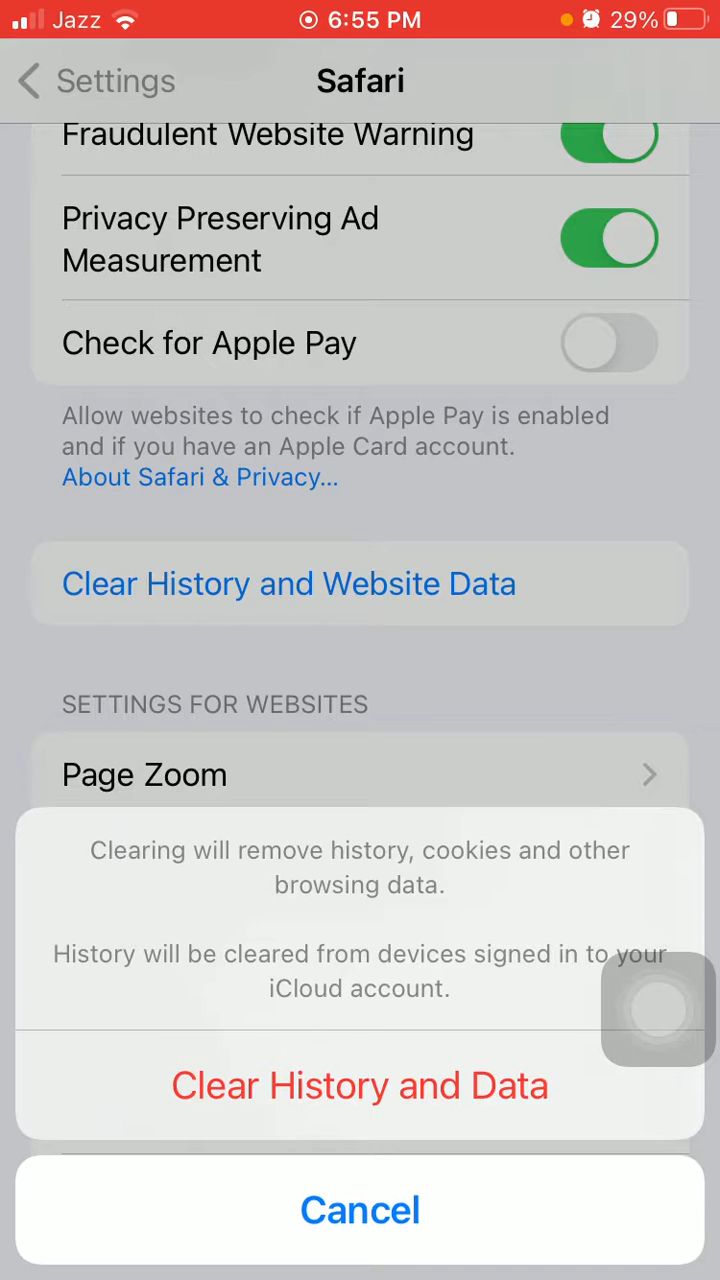 Jazz 6:55 PM 29%
Settings Safari
Fraudulent Website Warning
Privacy Preserving Ad
Measurement
Check for Apple Pay
Allow websites to check if Apple Pay is enabled
and if you have an Apple Card account.
About Safari & Privacy...
Clear History and Website Data
SETTINGS FOR WEBSITES
Page Zoom
Clearing will remove history, cookies and other
browsing data.
History will be cleared from devices signed in to your
iCloud account.
Clear History and Data
Cancel